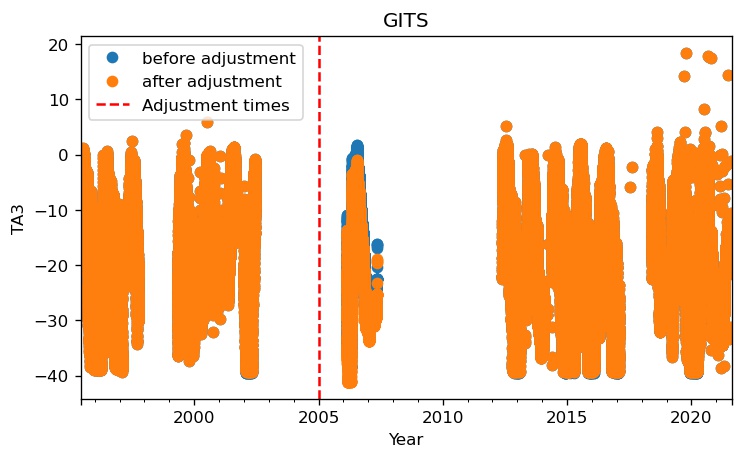 GITS
before adjustment
after adjustment
Adjustment times
TA3
20
10
0
−10
−20
−30
−40
2000
2005
2010
2015
2020
Year